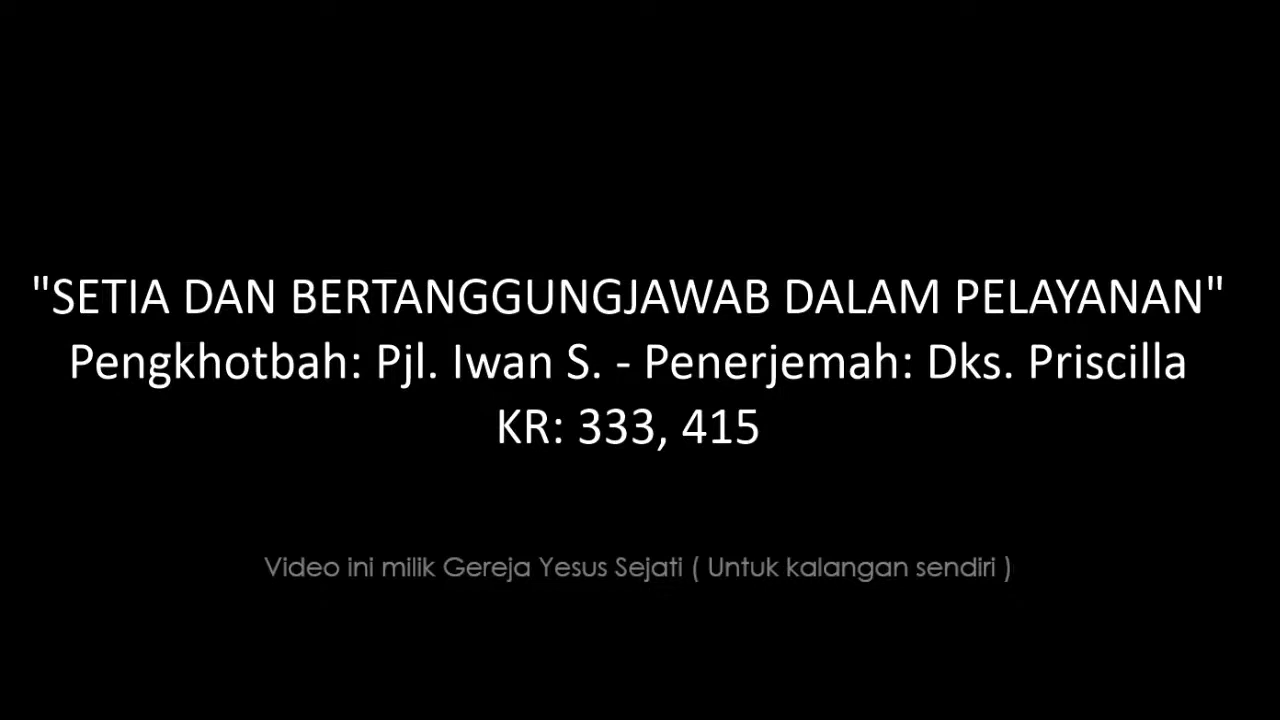 "SETIA DAN BERTANGGUNGJAWAB DALAM PELAYANAN"
Pengkhotbah: Pjl. Iwan S. - Penerjemah: Dks. Priscilla
KR: 333, 415
Video ini milik Gereja Yesus Sejati ( Untuk kalangan sendiri )